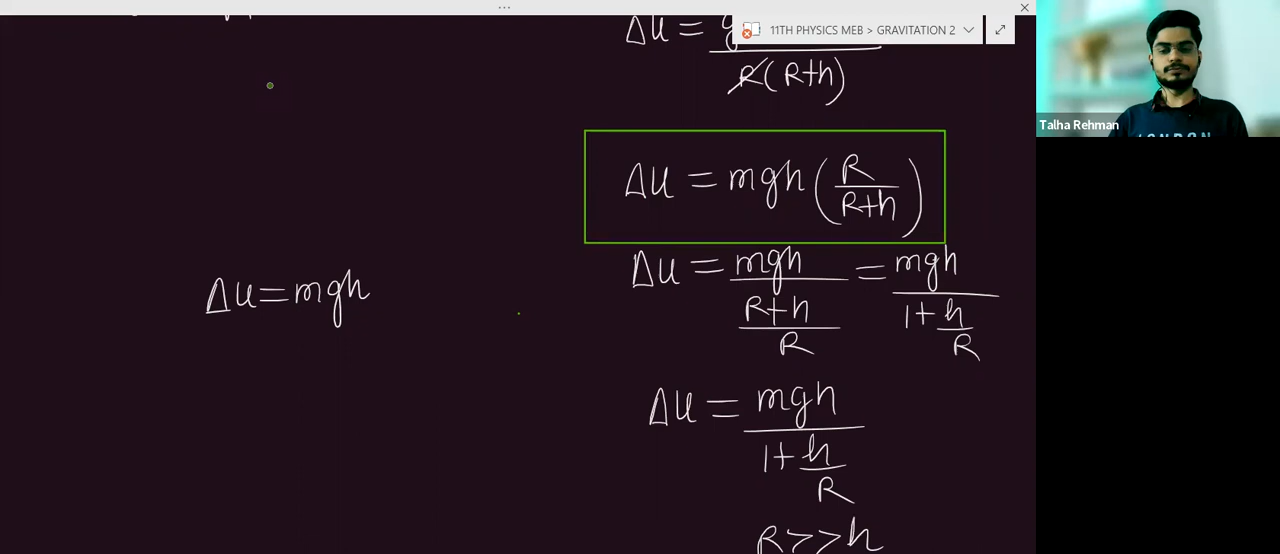 11TH PHYSICS MEB > GRAVITATION 2
Δu =
R(R+h)
Talha Rehman
LONDON
Δu = mgh (R/(R+h))
Δu = mgh/((R+h)/R) = mgh/(1+h/R)
Δu = mgh
Δu = mgh/(1+h/R)
R>>h